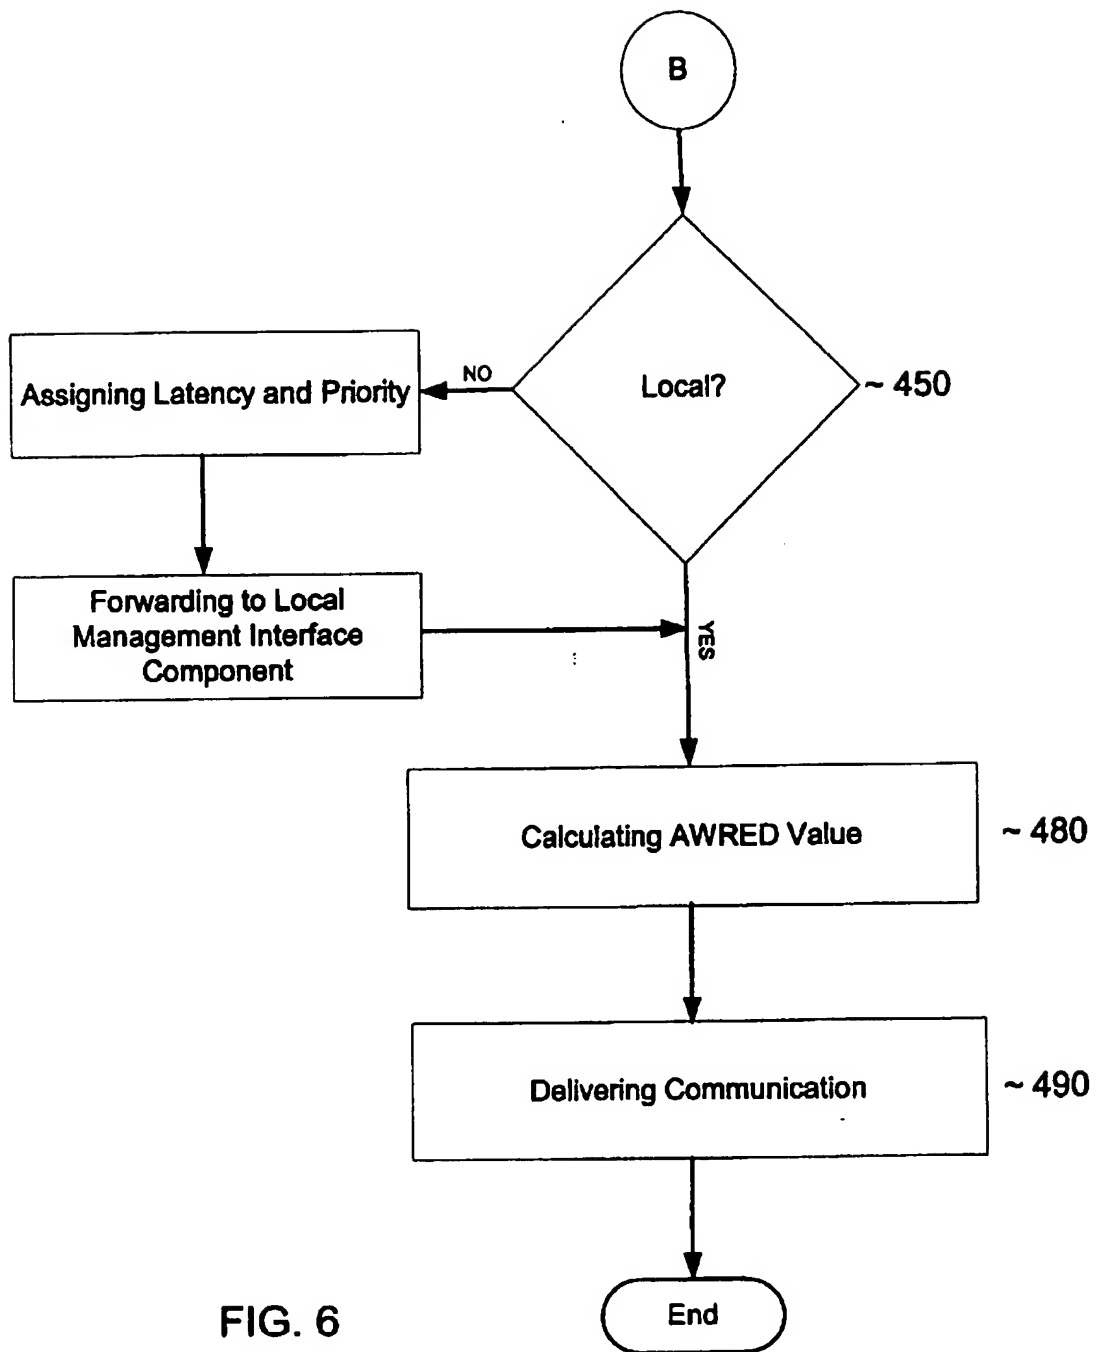 B
Local?
~ 450
NO
Assigning Latency and Priority
Forwarding to Local
Management Interface
Component
YES
Calculating AWRED Value
~ 480
Delivering Communication
~ 490
End
FIG. 6